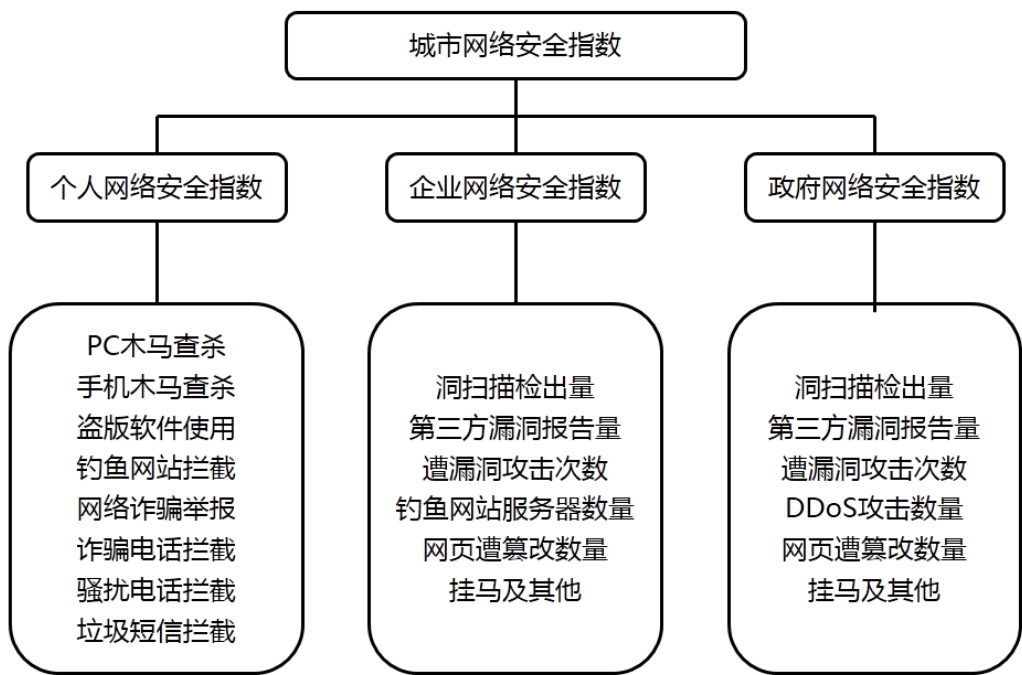 城市网络安全指数
个人网络安全指数
企业网络安全指数
政府网络安全指数
PC木马查杀
手机木马查杀
盗版软件使用
钓鱼网站拦截
网络诈骗举报
诈骗电话拦截
骚扰电话拦截
垃圾短信拦截
洞扫描检出量
第三方漏洞报告量
遭漏洞攻击次数
钓鱼网站服务器数量
网页遭篡改数量
挂马及其他
洞扫描检出量
第三方漏洞报告量
遭漏洞攻击次数
DDoS攻击数量
网页遭篡改数量
挂马及其他